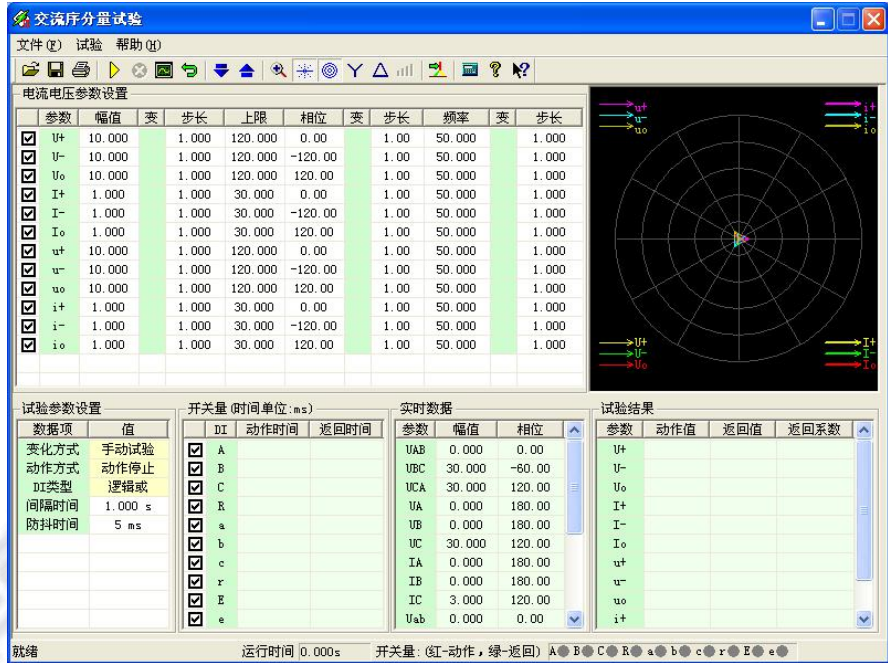 交流序分量试验
文件(F) 试验 帮助(H)
电流电压参数设置
参数 幅值 变 步长 上限 相位 变 步长 频率 变 步长
U+ 10.000 1.000 120.000 0.00 1.00 50.000 1.000
U- 10.000 1.000 120.000 -120.00 1.00 50.000 1.000
Uo 10.000 1.000 120.000 120.00 1.00 50.000 1.000
I+ 1.000 1.000 30.000 0.00 1.00 50.000 1.000
I- 1.000 1.000 30.000 -120.00 1.00 50.000 1.000
Io 1.000 1.000 30.000 120.00 1.00 50.000 1.000
u+ 10.000 1.000 120.000 0.00 1.00 50.000 1.000
u- 10.000 1.000 120.000 -120.00 1.00 50.000 1.000
uo 10.000 1.000 120.000 120.00 1.00 50.000 1.000
i+ 1.000 1.000 30.000 0.00 1.00 50.000 1.000
i- 1.000 1.000 30.000 -120.00 1.00 50.000 1.000
io 1.000 1.000 30.000 120.00 1.00 50.000 1.000
u+ i+
u- i-
uo io
U+ I+
U- I-
Uo Io
试验参数设置
数据项 值
变化方式 手动试验
动作方式 动作停止
DI类型 逻辑或
间隔时间 1.000 s
防抖时间 5 ms
开关量(时间单位:ms)
DI 动作时间 返回时间
A
B
C
R
a
b
c
r
E
e
实时数据
参数 幅值 相位
UAB 0.000 0.00
UBC 30.000 -60.00
UCA 30.000 120.00
UA 0.000 180.00
UB 0.000 180.00
UC 30.000 120.00
IA 0.000 180.00
IB 0.000 180.00
IC 3.000 120.00
Uab 0.000 0.00
试验结果
参数 动作值 返回值 返回系数
U+
U-
Uo
I+
I-
Io
u+
u-
uo
i+
就绪 运行时间 0.000s 开关量:(红-动作,绿-返回) A B C R a b c r E e